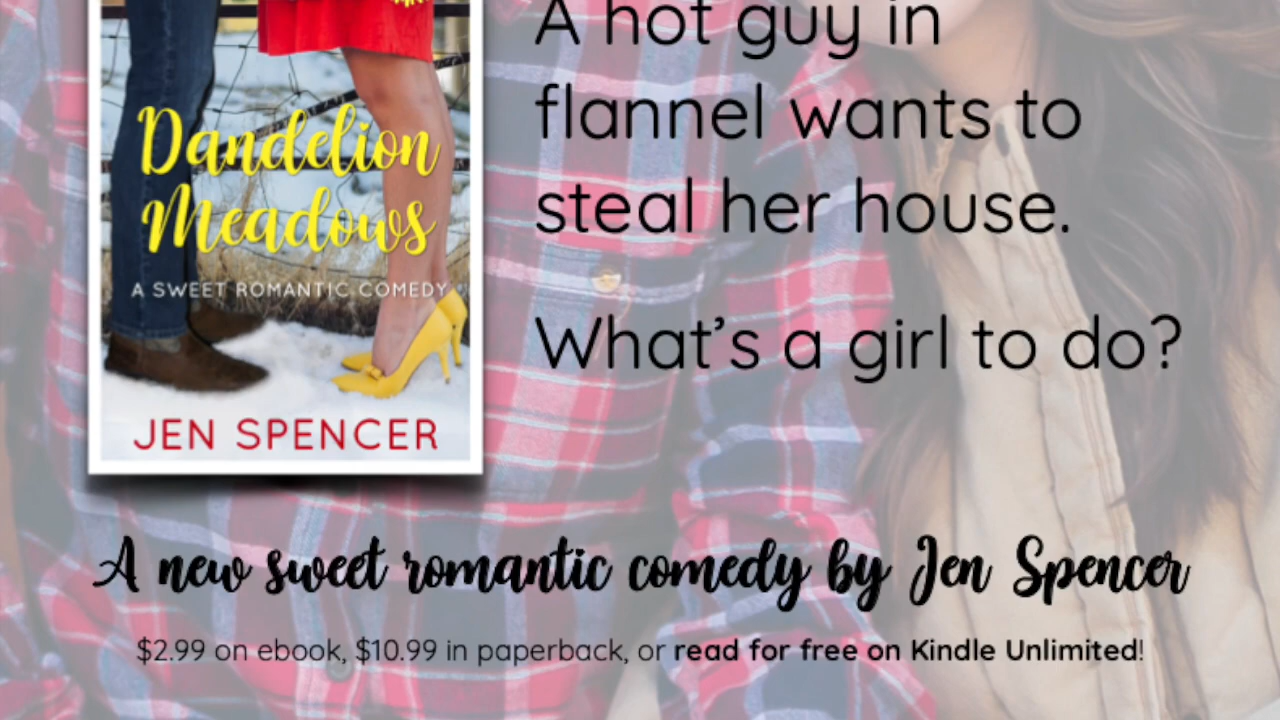 Dandelion
Meadows
A SWEET ROMANTIC COMEDY
JEN SPENCER
A hot guy in
flannel wants to
steal her house.
What's a girl to do?
A new sweet romantic comedy by Jen Spencer
$2.99 on ebook, $10.99 in paperback, or read for free on Kindle Unlimited!